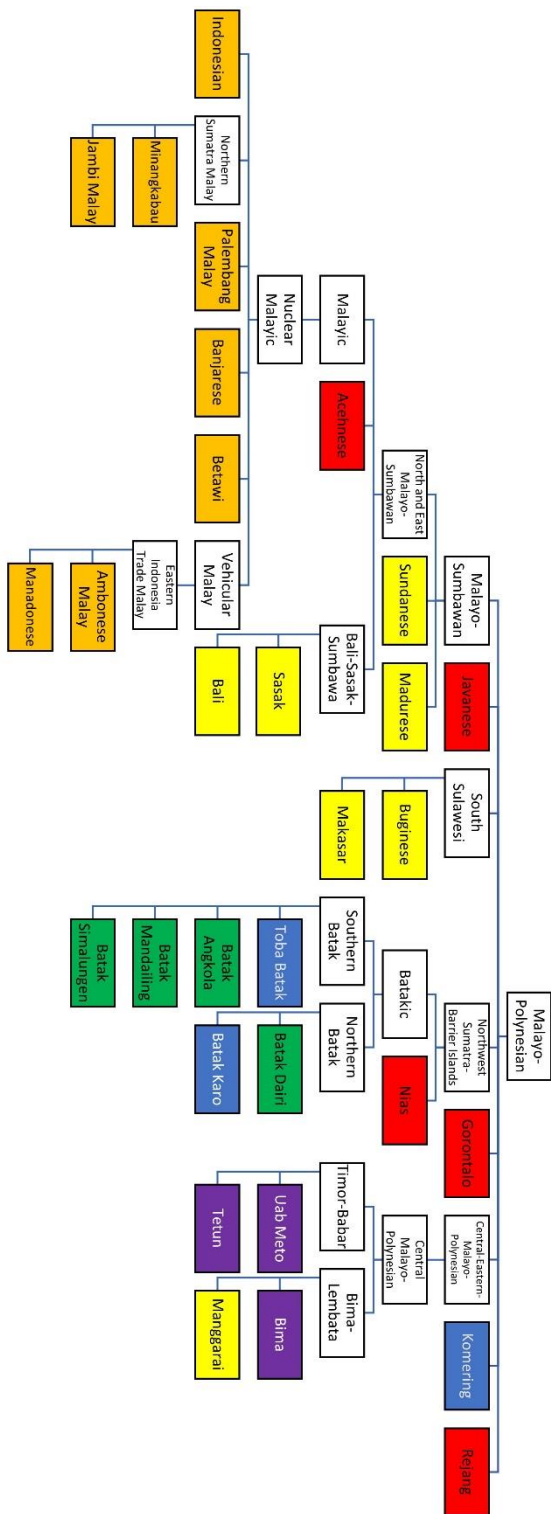 Malayo-
Polynesian
Malayo-
Sumbawan
Javanese
South
Sulawesi
Northwest
Sumatra-
Barrier Islands
Gorontalo
Central-Eastern-
Malayo-
Polynesian
Komering
Rejang
North and East
Malayo-
Sumbawan
Sundanese
Madurese
Buginese
Batakic
Nias
Central
Malayo-
Polynesian
Malayic
Acehnese
Bali-Sasak-
Sumbawa
Makasar
Southern
Batak
Northern
Batak
Timor-Babar
Bima-
Lembata
Nuclear
Malayic
Sasak
Toba Batak
Batak Dairi
Uab Meto
Bima
Indonesian
Northern
Sumatra Malay
Palembang
Malay
Banjarese
Betawi
Vehicular
Malay
Bali
Batak
Angkola
Batak Karo
Tetun
Manggarai
Minangkabau
Eastern
Indonesia
Trade Malay
Batak
Mandailing
Jambi Malay
Ambonese
Malay
Batak
Simalungen
Manadonese